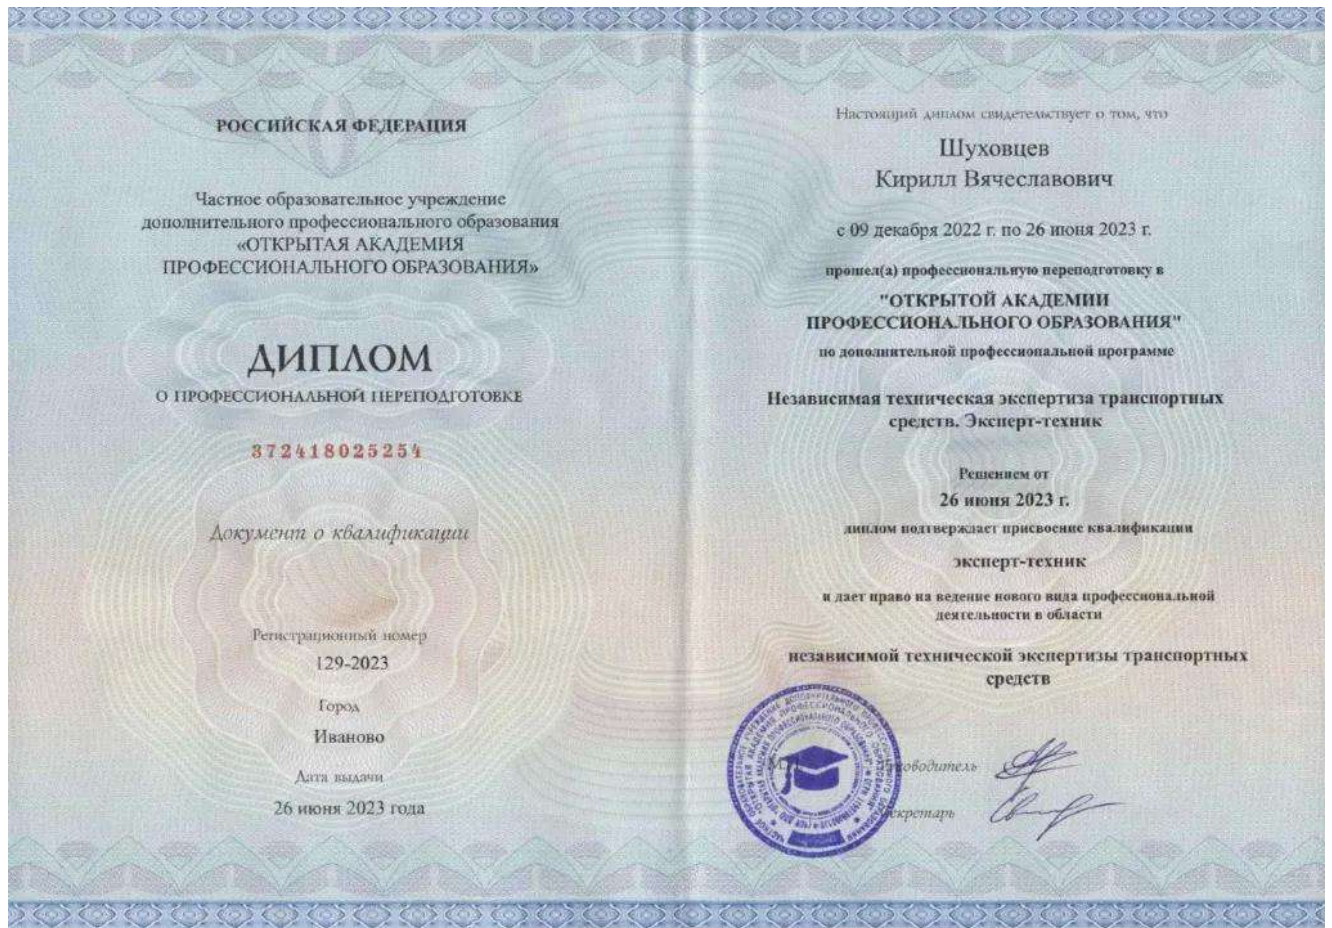 РОССИЙСКАЯ ФЕДЕРАЦИЯ
Частное образовательное учреждение
дополнительного профессионального образования
«ОТКРЫТАЯ АКАДЕМИЯ
ПРОФЕССИОНАЛЬНОГО ОБРАЗОВАНИЯ»
ДИПЛОМ
О ПРОФЕССИОНАЛЬНОЙ ПЕРЕПОДГОТОВКЕ
372418025254
Документ о квалификации
Регистрационный номер
129-2023
Город
Иваново
Дата выдачи
26 июня 2023 года
Настоящий диплом свидетельствует о том, что
Шуховцев
Кирилл Вячеславович
с 09 декабря 2022 г. по 26 июня 2023 г.
прошел(а) профессиональную переподготовку в
"ОТКРЫТОЙ АКАДЕМИИ
ПРОФЕССИОНАЛЬНОГО ОБРАЗОВАНИЯ"
по дополнительной профессиональной программе
Независимая техническая экспертиза транспортных
средств. Эксперт-техник
Решением от
26 июня 2023 г.
диплом подтверждает присвоение квалификации
эксперт-техник
и дает право на ведение нового вида профессиональной
деятельности в области
независимой технической экспертизы транспортных
средств
Руководитель
Секретарь